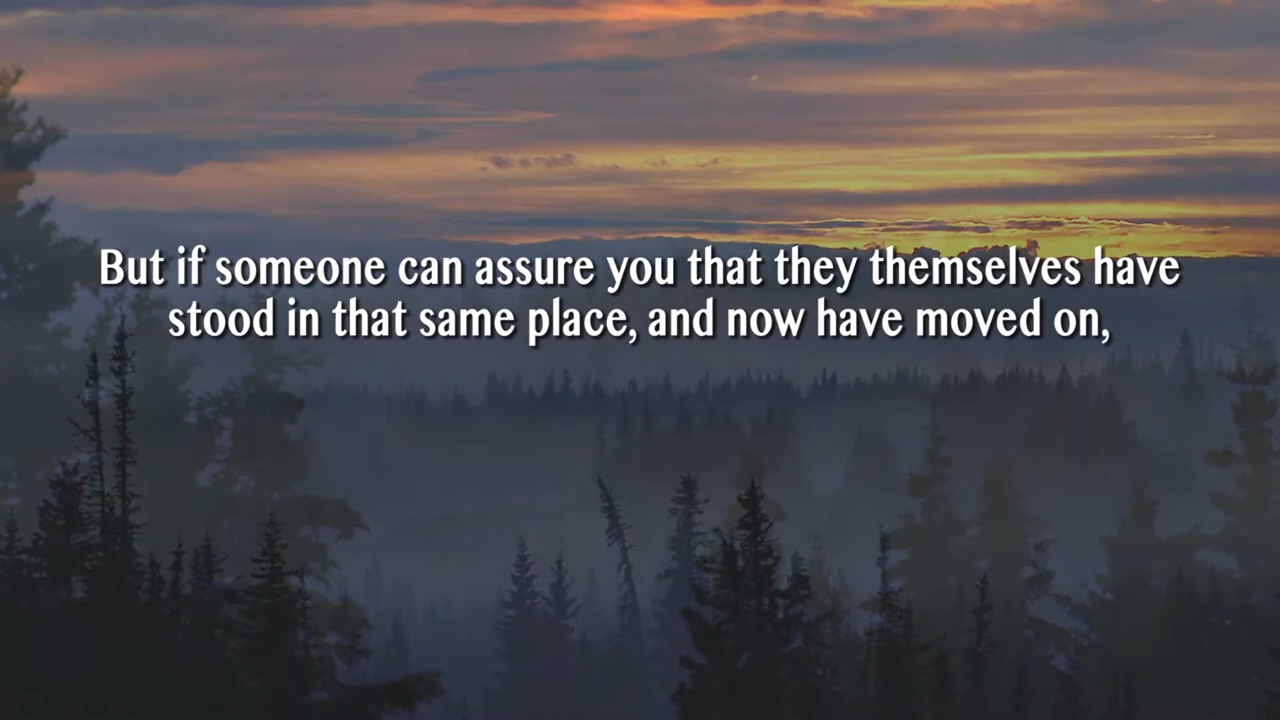 But if someone can assure you that they themselves have
stood in that same place, and now have moved on,